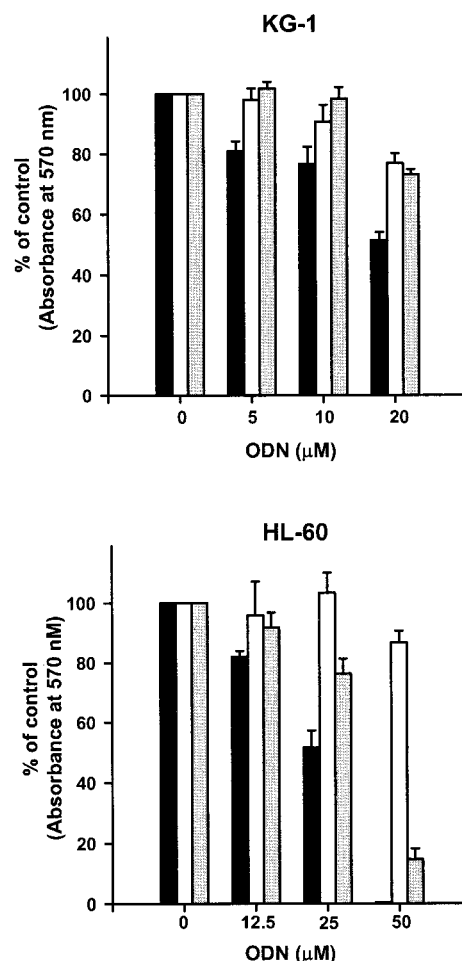 KG-1
% of control
(Absorbance at 570 nm)
100
80
60
40
20
0
0 5 10 20
ODN (μM)
HL-60
% of control
(Absorbance at 570 nM)
100
80
60
40
20
0
0 12.5 25 50
ODN (μM)